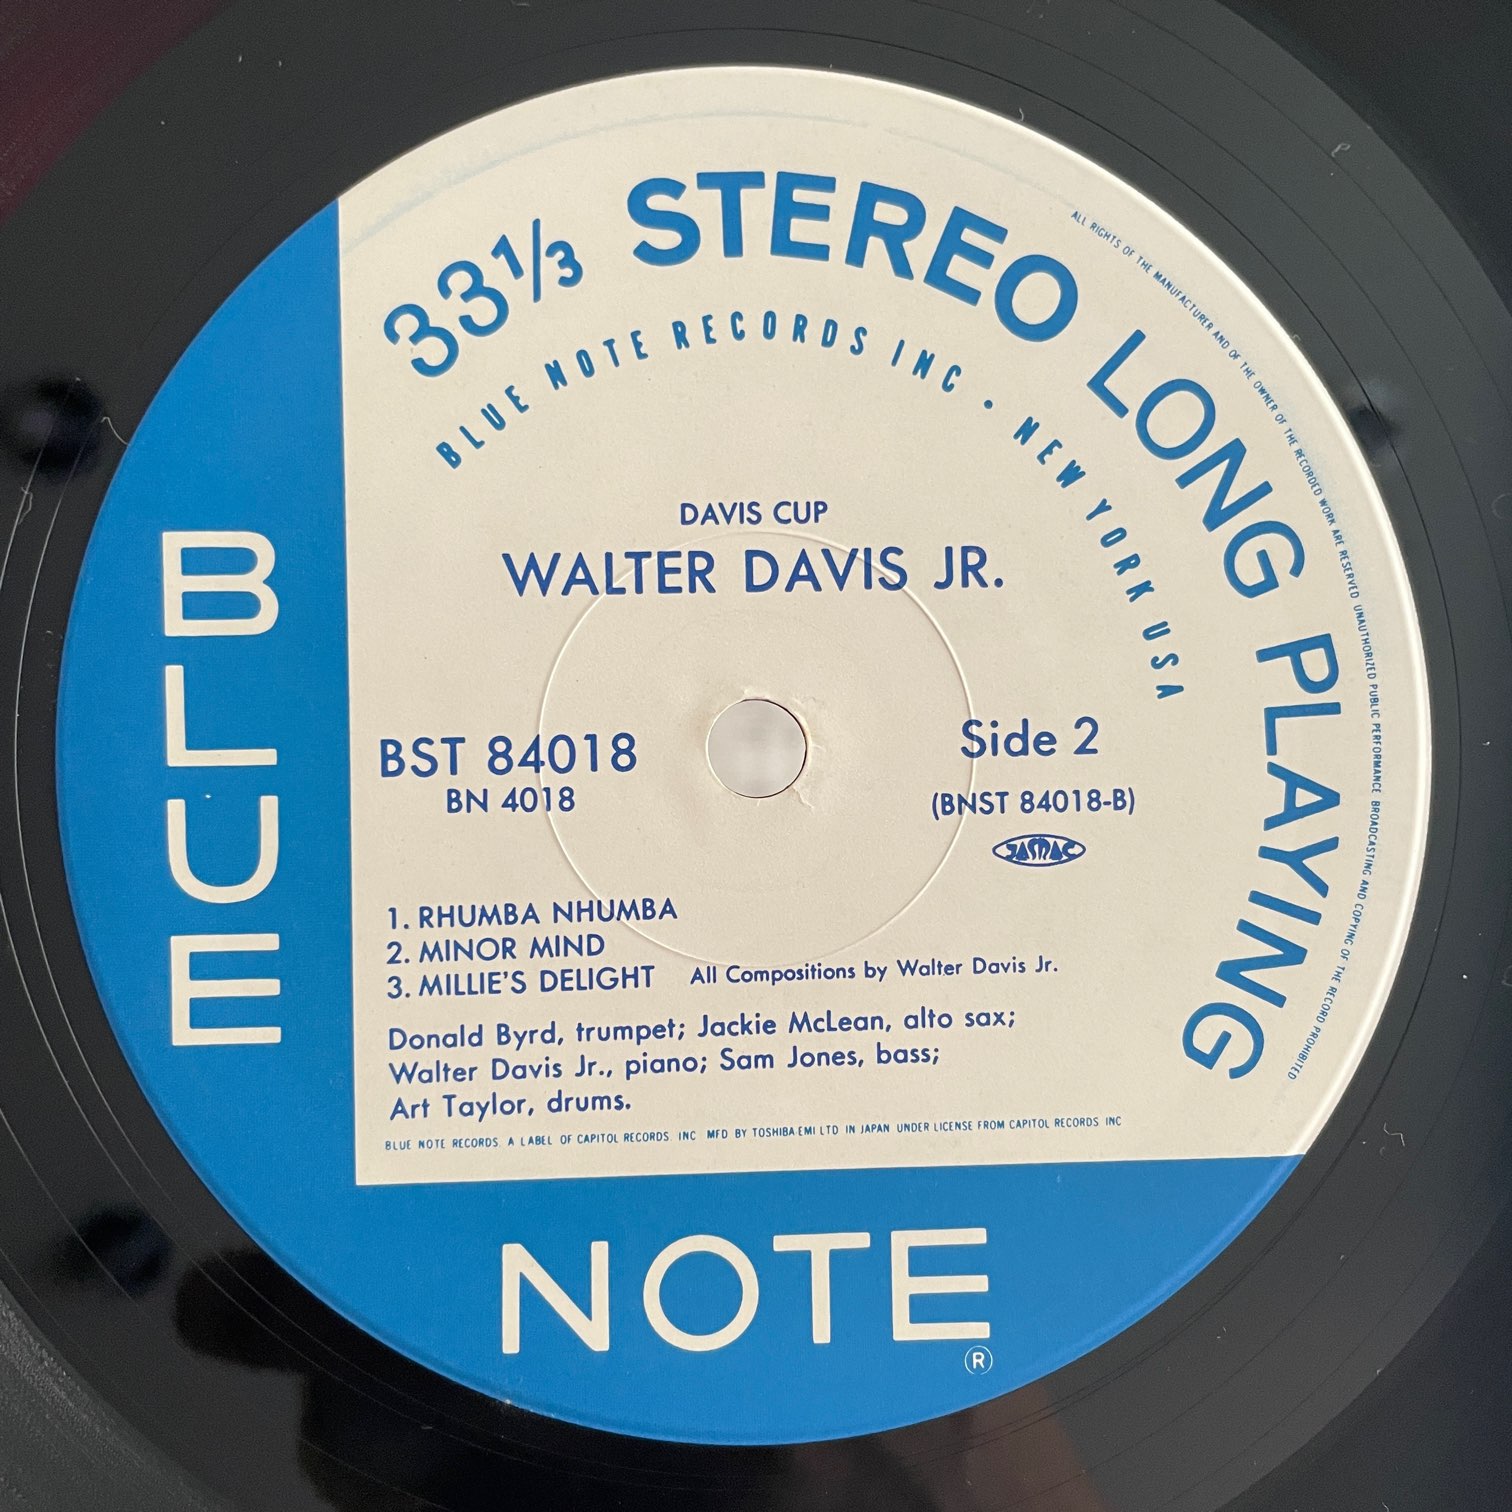 33 1/3 STEREO LONG PLAYING
BLUE NOTE RECORDS INC • NEW YORK USA
ALL RIGHTS OF THE MANUFACTURER AND OF THE OWNER OF THE RECORDED WORK ARE RESERVED UNAUTHORIZED PUBLIC PERFORMANCE BROADCASTING AND COPYING OF THE RECORD PROHIBITED
DAVIS CUP
WALTER DAVIS JR.
BST 84018
BN 4018
Side 2
(BNST 84018-B)
JASRAC
1. RHUMBA NHUMBA
2. MINOR MIND
3. MILLIE'S DELIGHT All Compositions by Walter Davis Jr.
Donald Byrd, trumpet; Jackie McLean, alto sax;
Walter Davis Jr., piano; Sam Jones, bass;
Art Taylor, drums.
BLUE NOTE RECORDS. A LABEL OF CAPITOL RECORDS. INC MFD BY TOSHIBA-EMI LTD IN JAPAN UNDER LICENSE FROM CAPITOL RECORDS INC
BLUE
NOTE
®